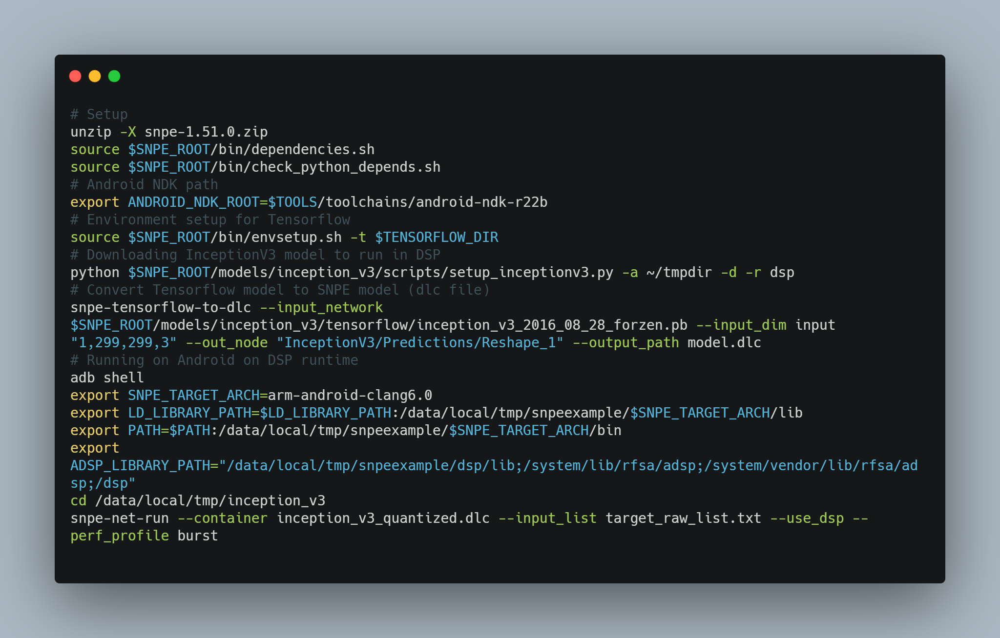 # Setup
unzip -X snpe-1.51.0.zip
source $SNPE_ROOT/bin/dependencies.sh
source $SNPE_ROOT/bin/check_python_depends.sh
# Android NDK path
export ANDROID_NDK_ROOT=$TOOLS/toolchains/android-ndk-r22b
# Environment setup for Tensorflow
source $SNPE_ROOT/bin/envsetup.sh -t $TENSORFLOW_DIR
# Downloading InceptionV3 model to run in DSP
python $SNPE_ROOT/models/inception_v3/scripts/setup_inceptionv3.py -a ~/tmpdir -d -r dsp
# Convert Tensorflow model to SNPE model (dlc file)
snpe-tensorflow-to-dlc --input_network
$SNPE_ROOT/models/inception_v3/tensorflow/inception_v3_2016_08_28_forzen.pb --input_dim input
"1,299,299,3" --out_node "InceptionV3/Predictions/Reshape_1" --output_path model.dlc
# Running on Android on DSP runtime
adb shell
export SNPE_TARGET_ARCH=arm-android-clang6.0
export LD_LIBRARY_PATH=$LD_LIBRARY_PATH:/data/local/tmp/snpeexample/$SNPE_TARGET_ARCH/lib
export PATH=$PATH:/data/local/tmp/snpeexample/$SNPE_TARGET_ARCH/bin
export
ADSP_LIBRARY_PATH="/data/local/tmp/snpeexample/dsp/lib;/system/lib/rfsa/adsp;/system/vendor/lib/rfsa/ad
sp;/dsp"
cd /data/local/tmp/inception_v3
snpe-net-run --container inception_v3_quantized.dlc --input_list target_raw_list.txt --use_dsp --
perf_profile burst